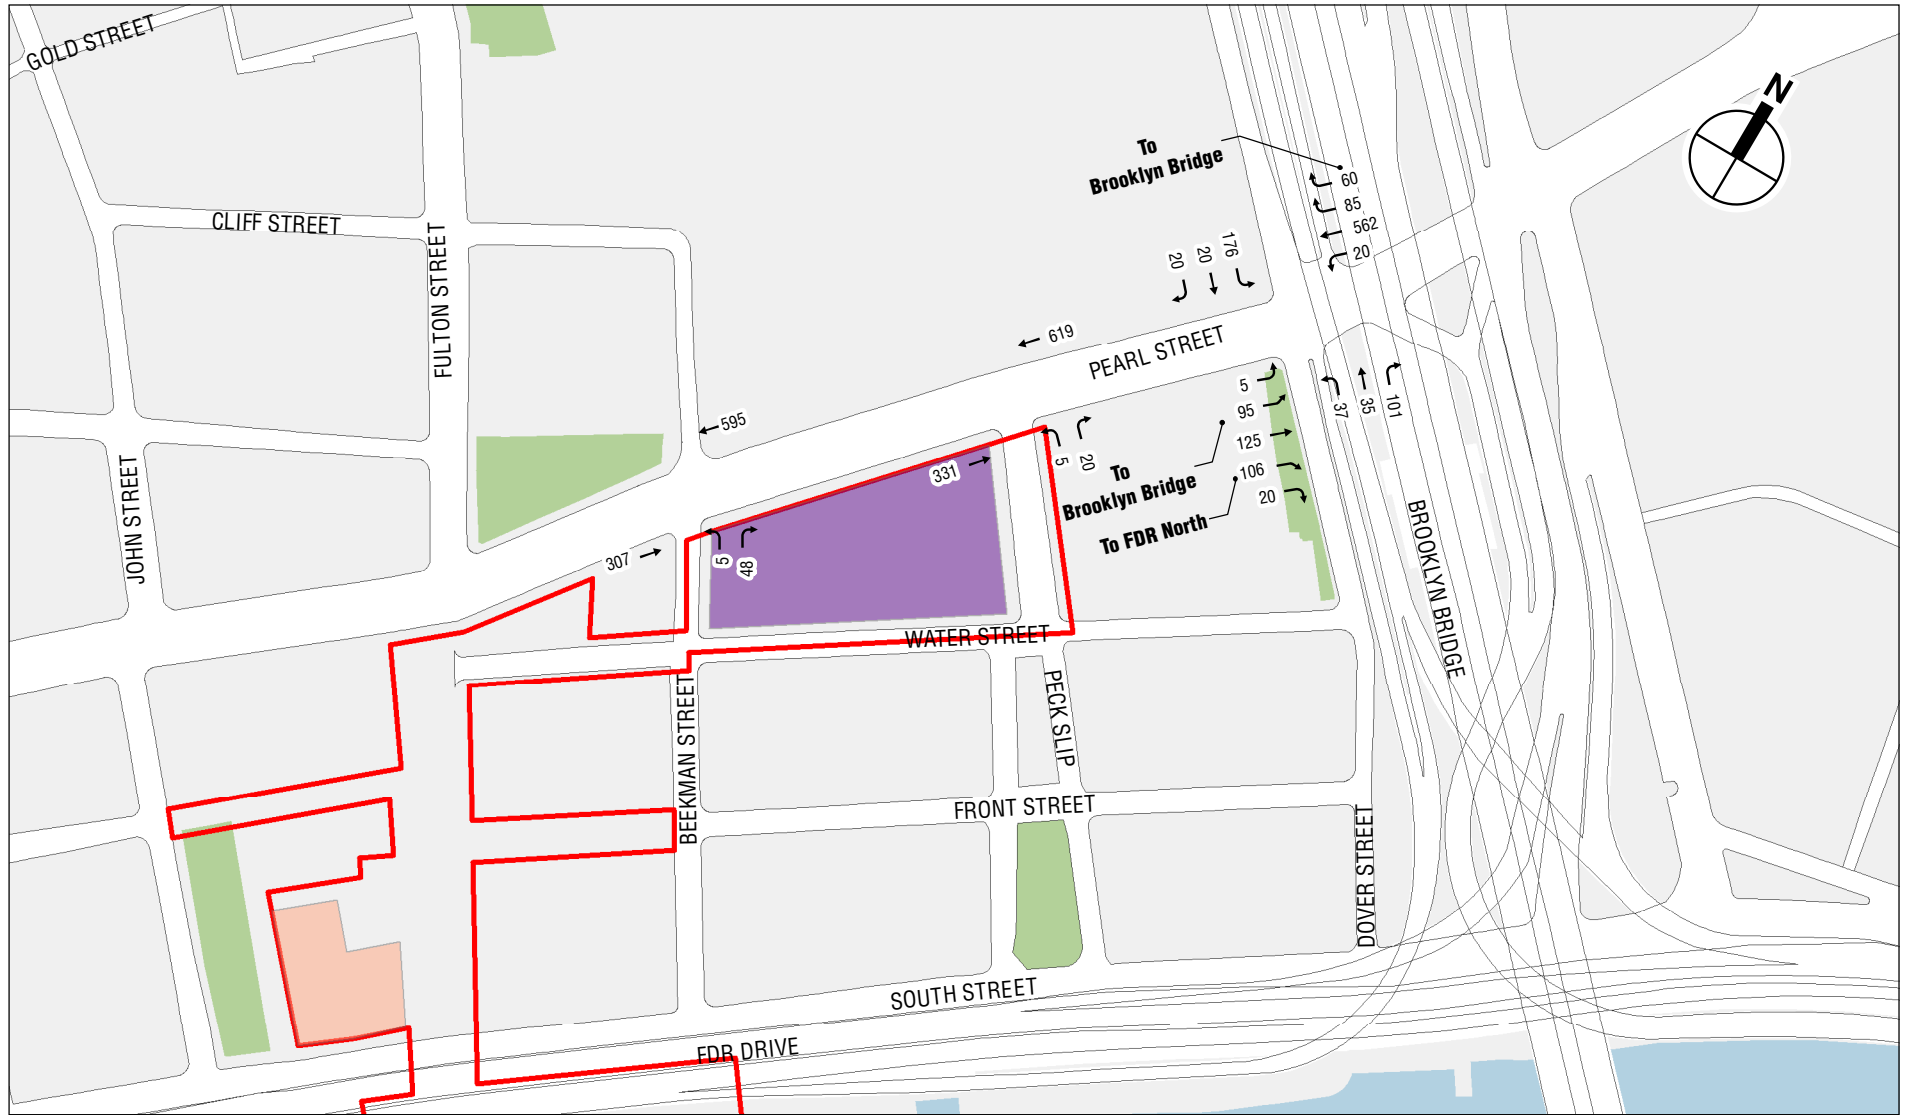 GOLD STREET
N
To
Brooklyn Bridge
60
85
562
20
CLIFF STREET
20
20
176
FULTON STREET
619
PEARL STREET
5
95
125
106
20
37
35
101
595
331
5
20
To
Brooklyn Bridge
To FDR North
JOHN STREET
307
5
48
BROOKLYN BRIDGE
WATER STREET
BEEKMAN STREET
PECK SLIP
FRONT STREET
DOVER STREET
SOUTH STREET
FDR DRIVE